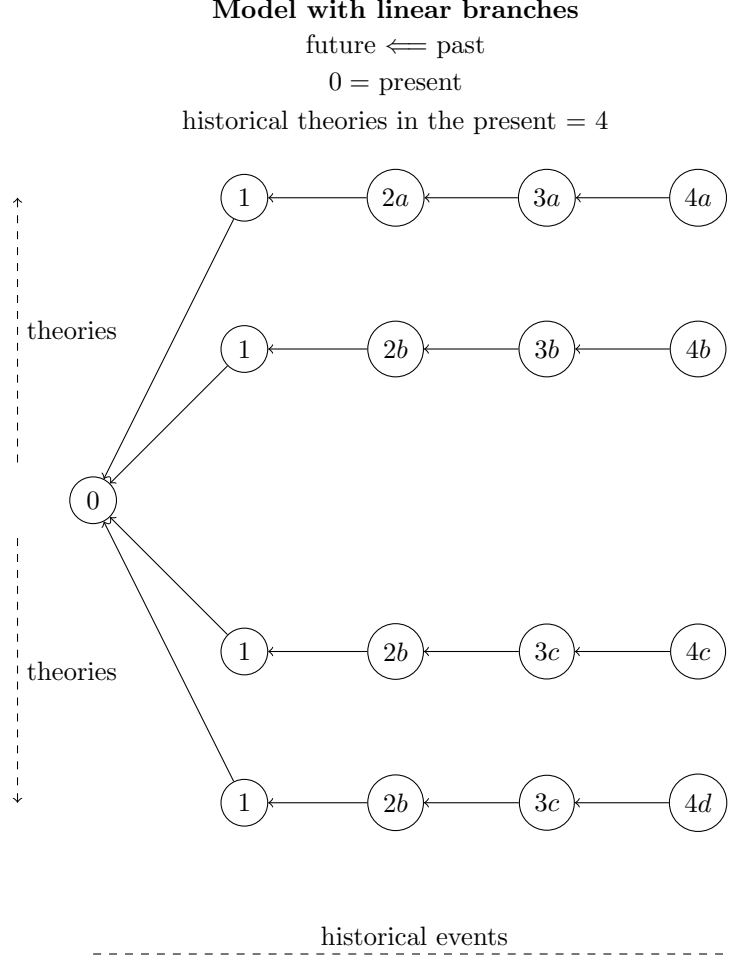 Model with linear branches
future ⟸ past
0 = present
historical theories in the present = 4
1 2a 3a 4a
theories
1 2b 3b 4b
0
1 2b 3c 4c
theories
1 2b 3c 4d
historical events